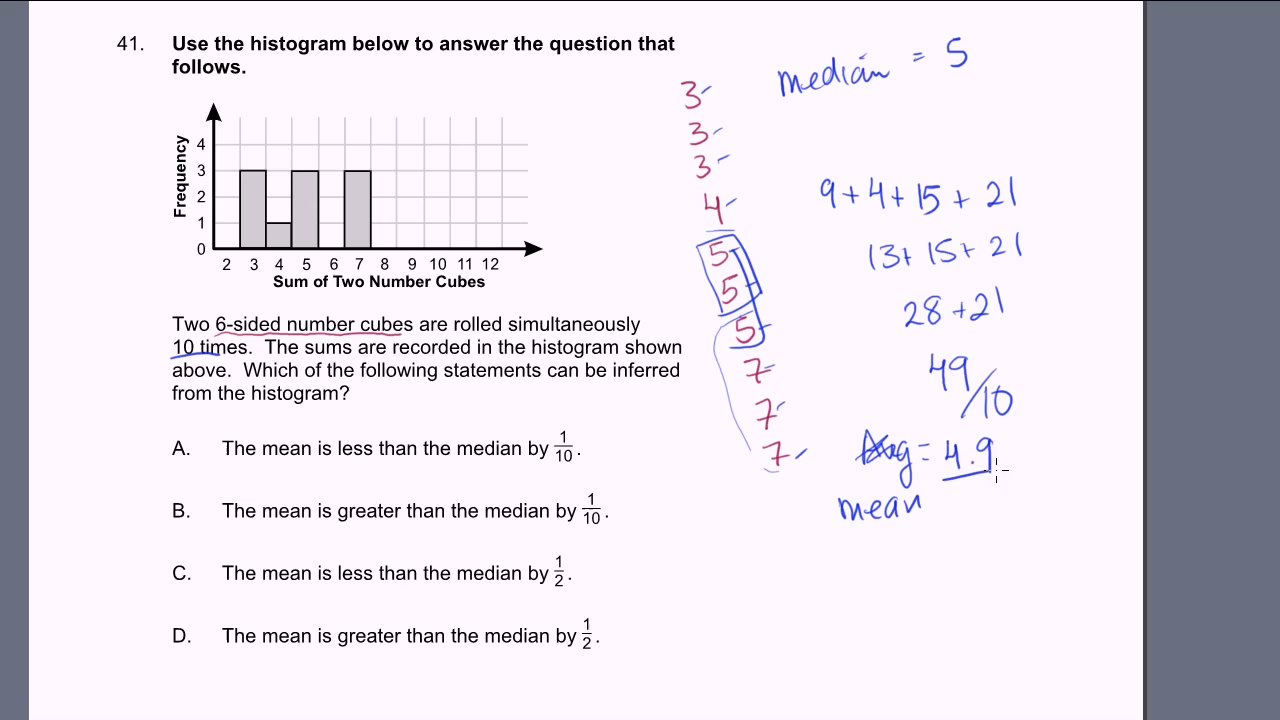 41. Use the histogram below to answer the question that
follows.
Frequency
4
3
2
1
0
2 3 4 5 6 7 8 9 10 11 12
Sum of Two Number Cubes
Two 6-sided number cubes are rolled simultaneously
10 times. The sums are recorded in the histogram shown
above. Which of the following statements can be inferred
from the histogram?
A. The mean is less than the median by 1/10.
B. The mean is greater than the median by 1/10.
C. The mean is less than the median by 1/2.
D. The mean is greater than the median by 1/2.
3
3
3
4
5
5
5
7
7
7
median = 5
9+4+15+21
13+15+21
28+21
49/10
Avg = 4.9
mean